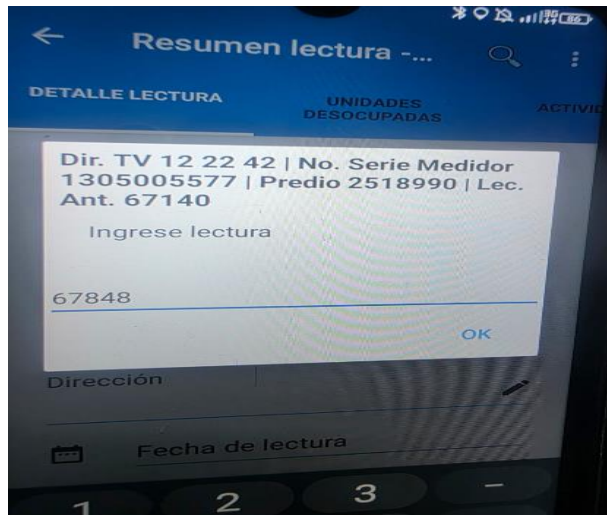 Resumen lectura -...
DETALLE LECTURA
UNIDADES
DESOCUPADAS
Dir. TV 12 22 42 | No. Serie Medidor
1305005577 | Predio 2518990 | Lec.
Ant. 67140
Ingrese lectura
67848
OK
Dirección
Fecha de lectura
1 2 3 -